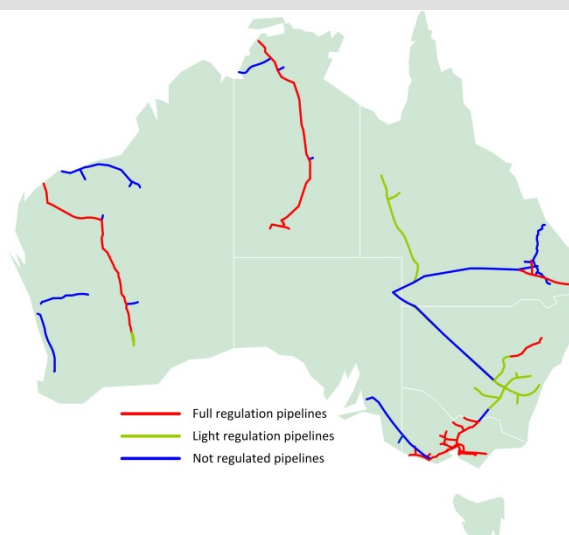 Full regulation pipelines
Light regulation pipelines
Not regulated pipelines